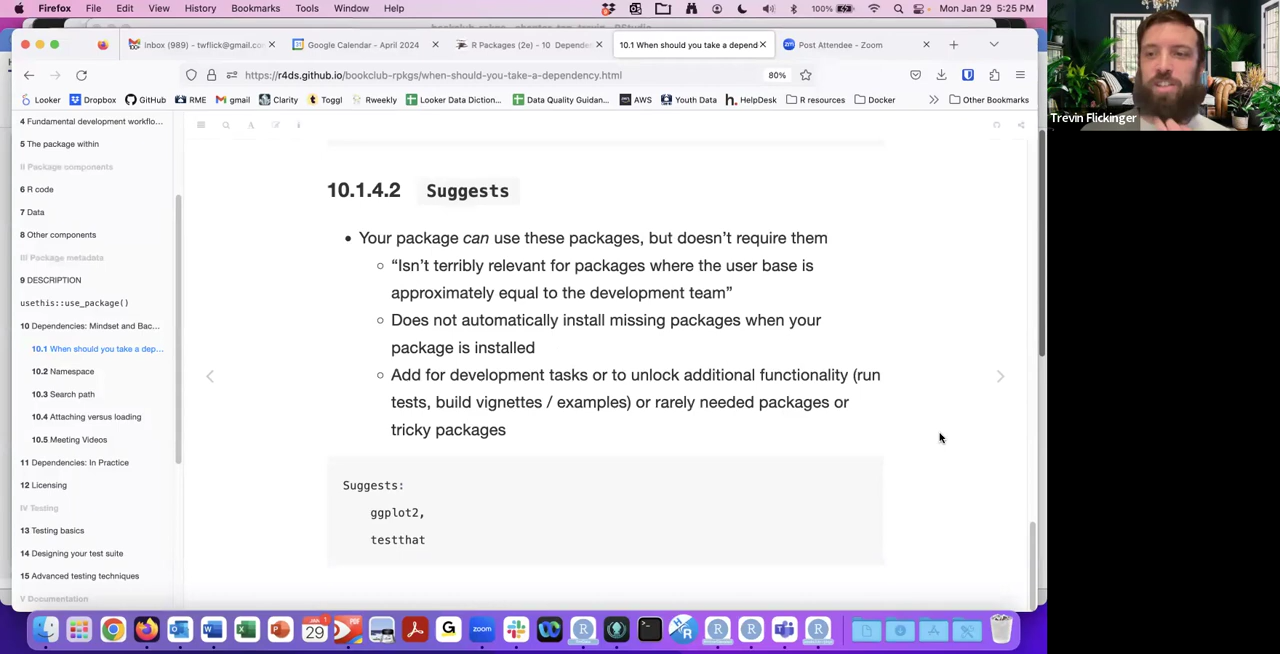 Firefox File Edit View History Bookmarks Tools Window Help 100% Mon Jan 29 5:25 PM
Inbox (989) - twflick@gmail.co Google Calendar - April 2024 R Packages (2e) - 10 Depende 10.1 When should you take a depend Post Attendee - Zoom
https://r4ds.github.io/bookclub-rpkgs/when-should-you-take-a-dependency.html 80%
Looker Dropbox GitHub RME gmail Clarity Toggl Rweekly Looker Data Diction... Data Quality Guidan... AWS Youth Data HelpDesk R resources Docker Other Bookmarks
Trevin Flickinger
4 Fundamental development workflo...
5 The package within
II Package components
6 R code
7 Data
8 Other components
III Package metadata
9 DESCRIPTION
usethis::use_package()
10 Dependencies: Mindset and Bac...
10.1 When should you take a dep...
10.2 Namespace
10.3 Search path
10.4 Attaching versus loading
10.5 Meeting Videos
11 Dependencies: In Practice
12 Licensing
IV Testing
13 Testing basics
14 Designing your test suite
15 Advanced testing techniques
V Documentation
10.1.4.2 Suggests
• Your package can use these packages, but doesn't require them
○ “Isn't terribly relevant for packages where the user base is
approximately equal to the development team”
○ Does not automatically install missing packages when your
package is installed
○ Add for development tasks or to unlock additional functionality (run
tests, build vignettes / examples) or rarely needed packages or
tricky packages
Suggests:
ggplot2,
testthat
JAN
29
zoom